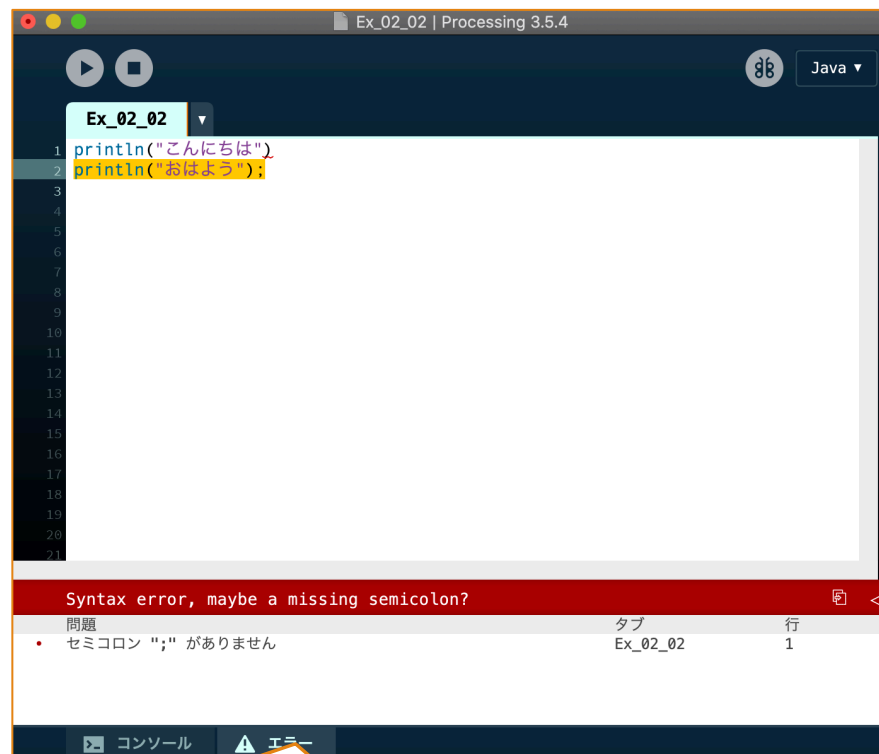 Ex_02_02 | Processing 3.5.4
Java ▼
Ex_02_02 ▼
1 println("こんにちは")
2 println("おはよう");
3
4
5
6
7
8
9
10
11
12
13
14
15
16
17
18
19
20
21
Syntax error, maybe a missing semicolon?
問題 タブ 行
• セミコロン ";" がありません Ex_02_02 1
コンソール エラー